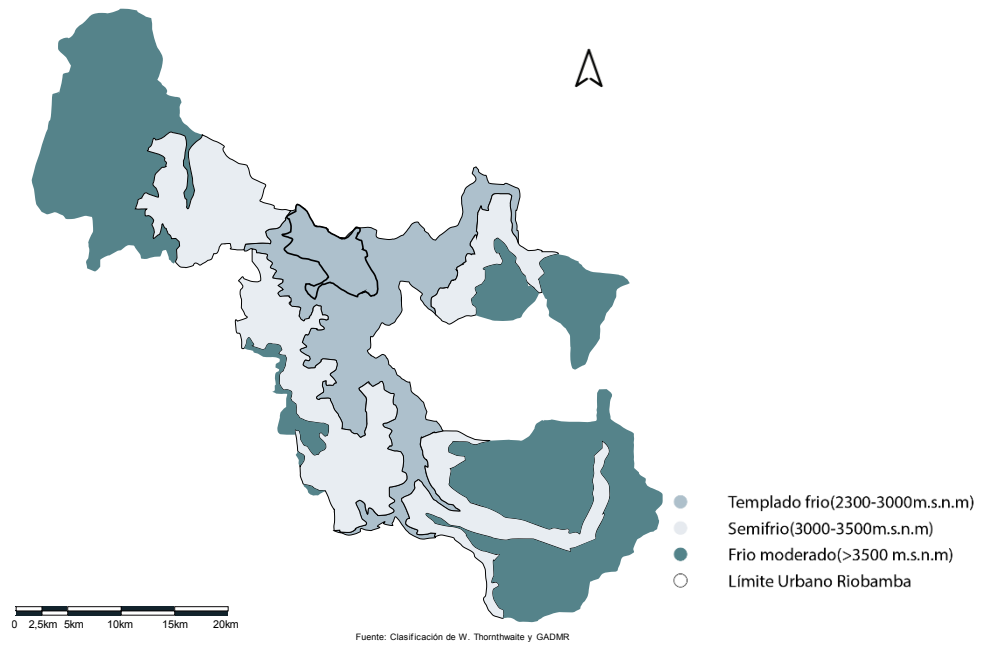 Templado frio(2300-3000m.s.n.m)
Semifrio(3000-3500m.s.n.m)
Frio moderado(>3500 m.s.n.m)
Límite Urbano Riobamba
0 2,5km 5km 10km 15km 20km
Fuente: Clasificación de W. Thornthwaite y GADMR